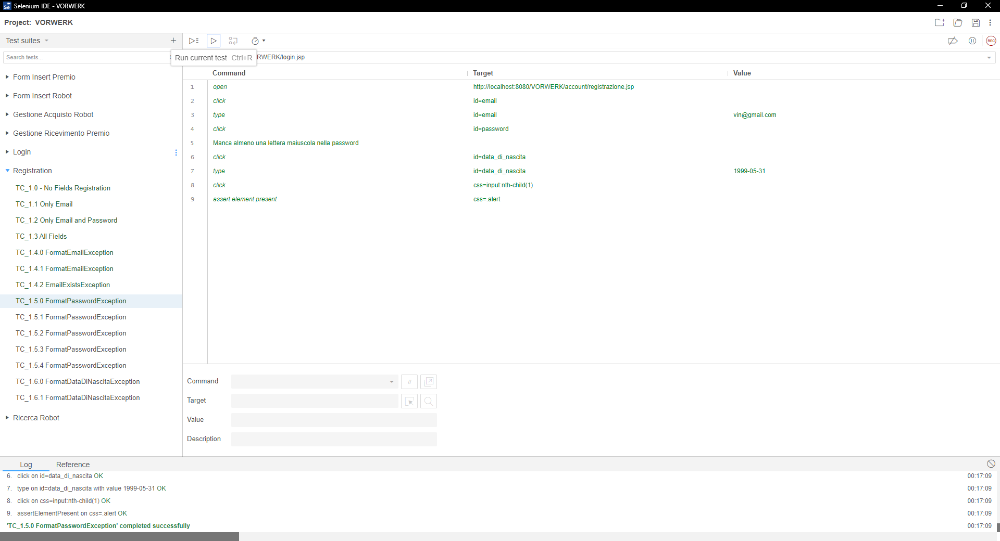 Selenium IDE - VORWERK
Project: VORWERK
Test suites
Search tests...
Run current test Ctrl+R
RWERK/login.jsp
Command Target Value
1 open http://localhost:8080/VORWERK/account/registrazione.jsp
2 click id=email
3 type id=email vin@gmail.com
4 click id=password
5 Manca almeno una lettera maiuscola nella password
6 click id=data_di_nascita
7 type id=data_di_nascita 1999-05-31
8 click css=input:nth-child(1)
9 assert element present css=.alert
Form Insert Premio
Form Insert Robot
Gestione Acquisto Robot
Gestione Ricevimento Premio
Login
Registration
TC_1.0 - No Fields Registration
TC_1.1 Only Email
TC_1.2 Only Email and Password
TC_1.3 All Fields
TC_1.4.0 FormatEmailException
TC_1.4.1 FormatEmailException
TC_1.4.2 EmailExistsException
TC_1.5.0 FormatPasswordException
TC_1.5.1 FormatPasswordException
TC_1.5.2 FormatPasswordException
TC_1.5.3 FormatPasswordException
TC_1.5.4 FormatPasswordException
TC_1.6.0 FormatDataDiNascitaException
TC_1.6.1 FormatDataDiNascitaException
Ricerca Robot
Command //
Target
Value
Description
REC
Log Reference
6. click on id=data_di_nascita OK 00:17:09
7. type on id=data_di_nascita with value 1999-05-31 OK 00:17:09
8. click on css=input:nth-child(1) OK 00:17:09
9. assertElementPresent on css=.alert OK 00:17:09
'TC_1.5.0 FormatPasswordException' completed successfully 00:17:09